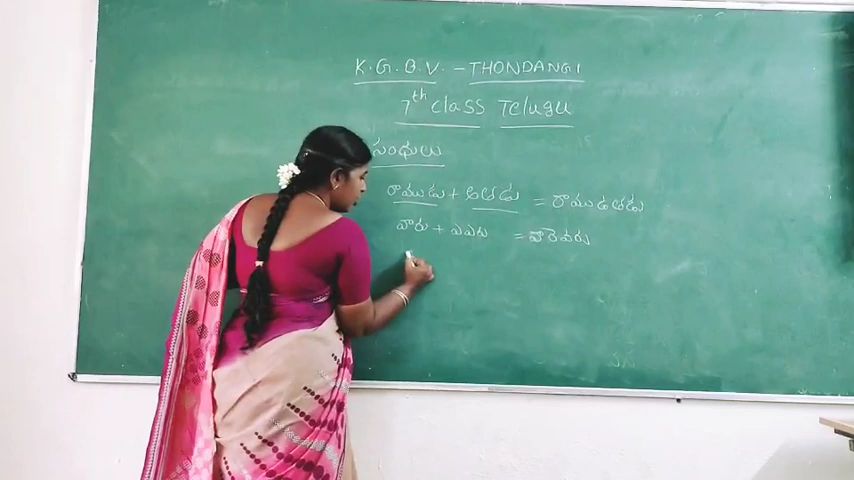 K.G.B.V. - THONDANGI
7th class Telugu
సంధులు
రాముడు + అతడు = రాముడతడు
వారు + ఎవరు = వారెవరు